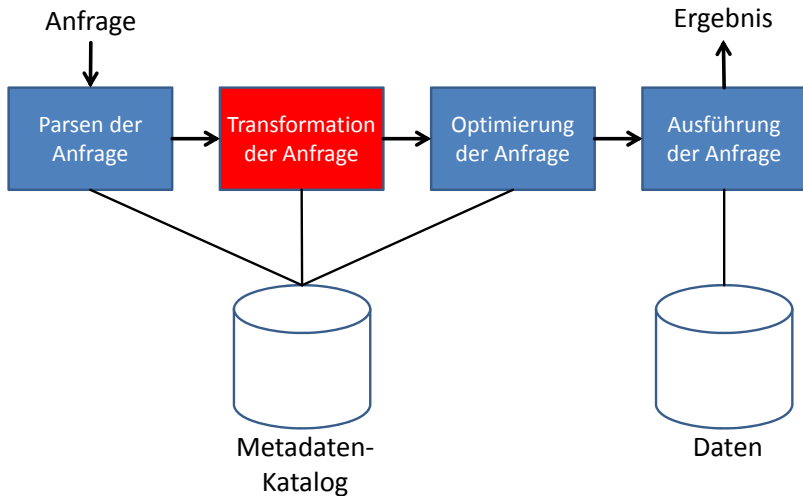 Anfrage
Ergebnis
Parsen der
Anfrage
Transformation
der Anfrage
Optimierung
der Anfrage
Ausführung
der Anfrage
Metadaten-
Katalog
Daten